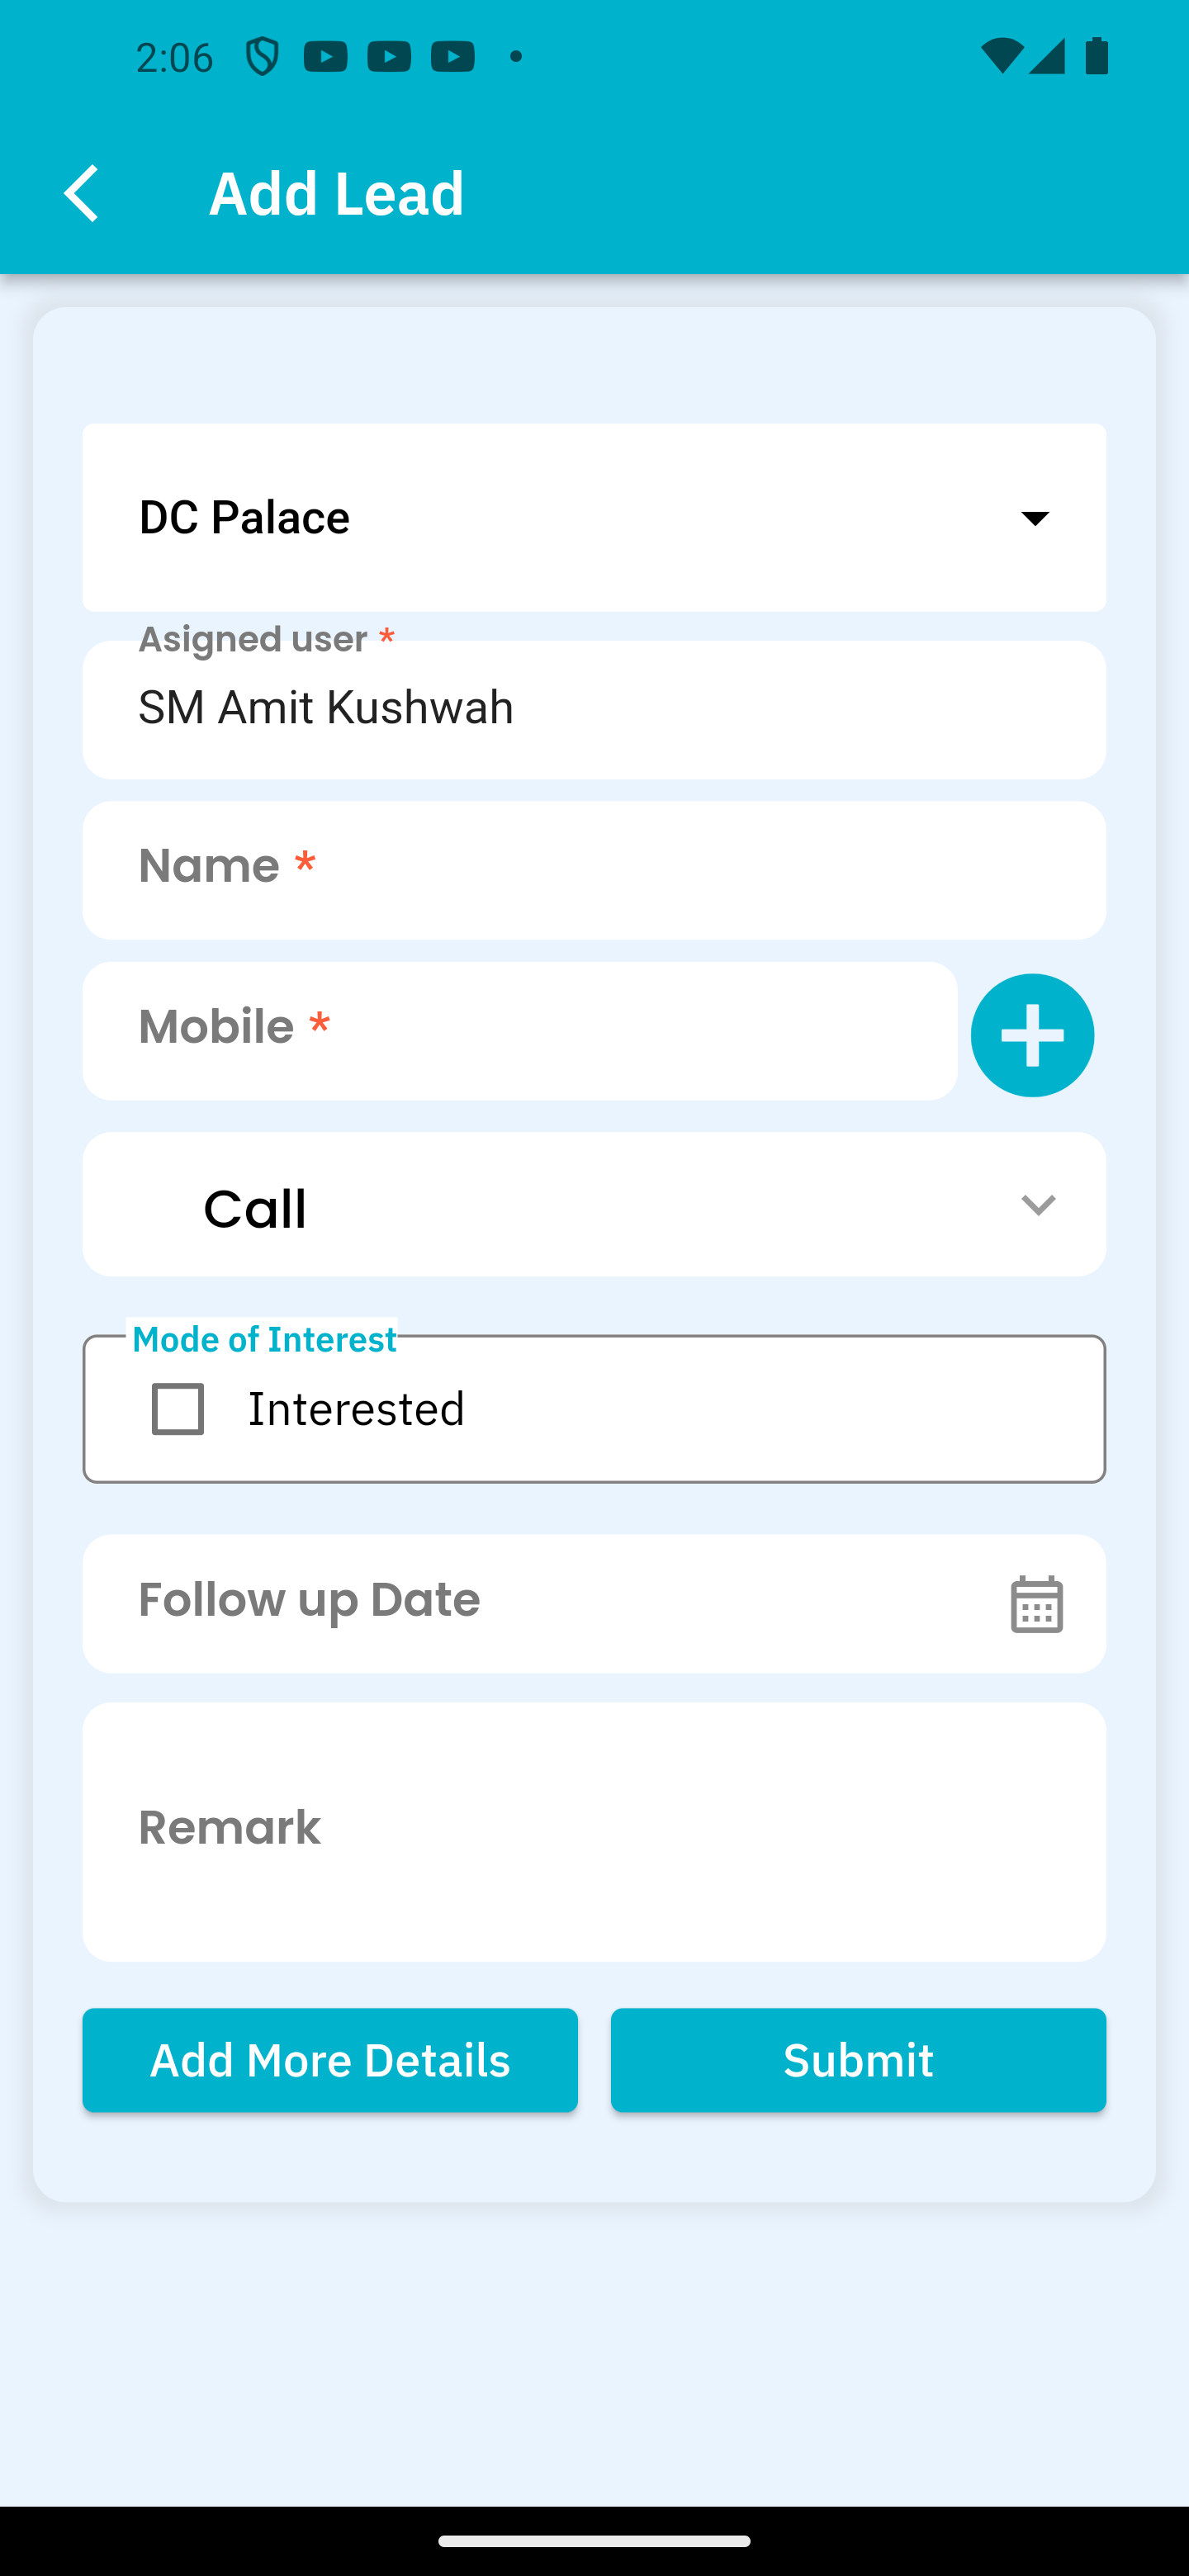 2:06
Add Lead
DC Palace
Asigned user *
SM Amit Kushwah
Name *
Mobile *
Call
Mode of Interest
Interested
Follow up Date
Remark
Add More Details
Submit